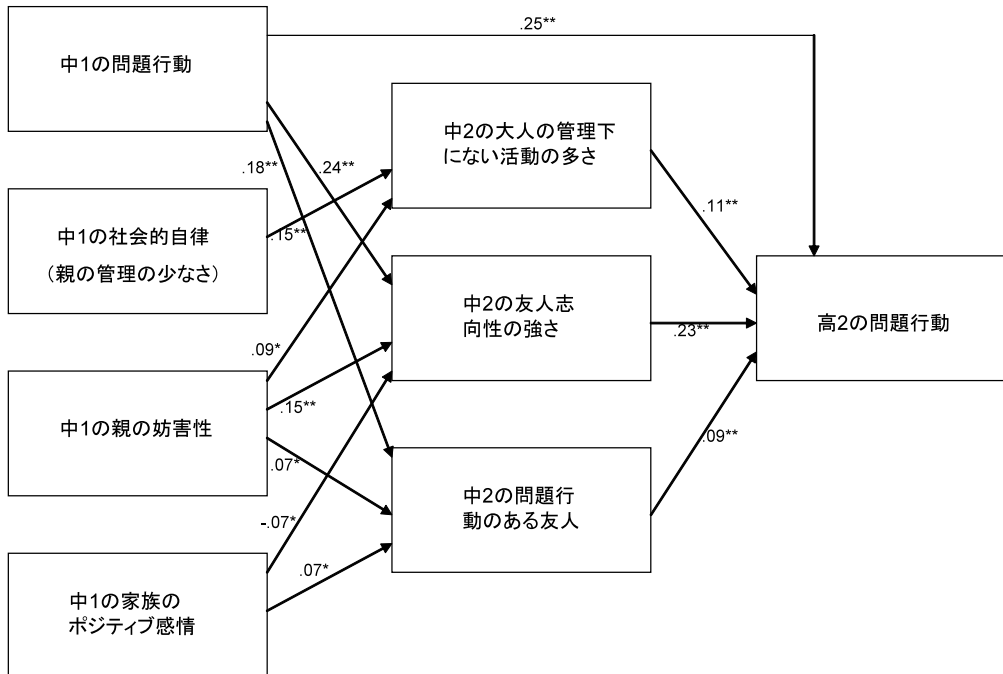 中1の問題行動
.25**
中2の大人の管理下
にない活動の多さ
.18**
.24**
中1の社会的自律
（親の管理の少なさ）
.15**
.11**
中2の友人志
向性の強さ
.23**
高2の問題行動
.09*
中1の親の妨害性
.15**
.07*
.09**
中2の問題行
動のある友人
-.07*
.07*
中1の家族の
ポジティブ感情